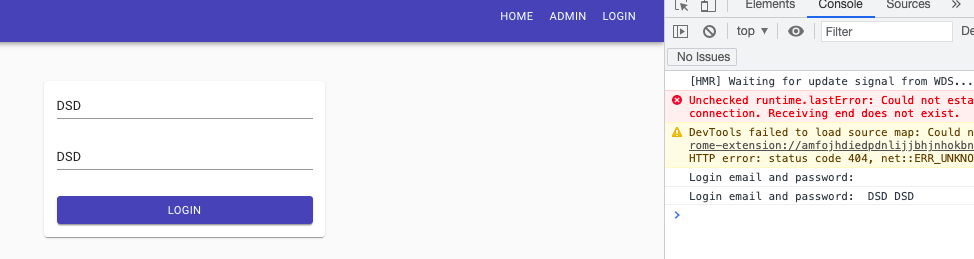 HOME ADMIN LOGIN
DSD
DSD
LOGIN
Elements Console Sources
top ▼ Filter De
No Issues
[HMR] Waiting for update signal from WDS...
Unchecked runtime.lastError: Could not esta
connection. Receiving end does not exist.
DevTools failed to load source map: Could n
rome-extension://amfojhdiedpdnlijjbhjnhokbn
HTTP error: status code 404, net::ERR_UNKNO
Login email and password:
Login email and password: DSD DSD